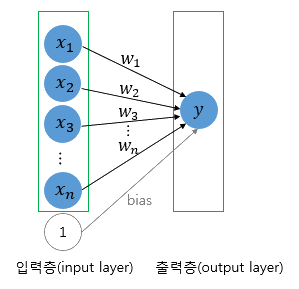 x₁
w₁
x₂
w₂
y
x₃
w₃
⋮
⋮
wₙ
xₙ
bias
1
입력층(input layer)
출력층(output layer)